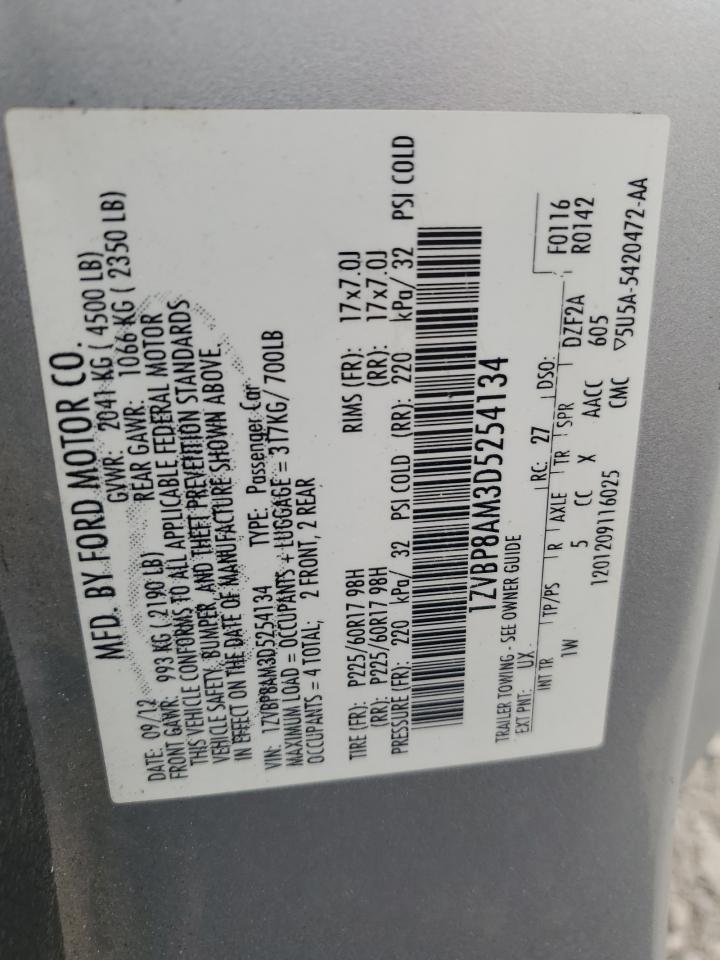 MFD. BY FORD MOTOR CO.
DATE: 09/12 GVWR: 2041 KG ( 4500 LB)
FRONT GAWR: 993 KG ( 2190 LB) REAR GAWR: 1066 KG ( 2350 LB)
THIS VEHICLE CONFORMS TO ALL APPLICABLE FEDERAL MOTOR
VEHICLE SAFETY, BUMPER, AND THEFT PREVENTION STANDARDS
IN EFFECT ON THE DATE OF MANUFACTURE SHOWN ABOVE.
VIN: 1ZVBP8AM3D5254134 TYPE: Passenger Car
MAXIMUM LOAD = OCCUPANTS + LUGGAGE = 317KG/ 700LB
OCCUPANTS = 4 TOTAL; 2 FRONT, 2 REAR
TIRE (FR): P225/60R17 98H RIMS (FR): 17x7.0J
(RR): P225/60R17 98H (RR): 17x7.0J
PRESSURE (FR): 220 kPa/ 32 PSI COLD (RR): 220 kPa/ 32 PSI COLD
1ZVBP8AM3D5254134
TRAILER TOWING - SEE OWNER GUIDE
EXT PNT: UX RC: 27 DSO: F0116
R0142
INT TR TP/PS R AXLE TR SPR DZF2A
1W 5 CC X AACC 605
1201209116025 CMC ▽5U5A-5420472-AA